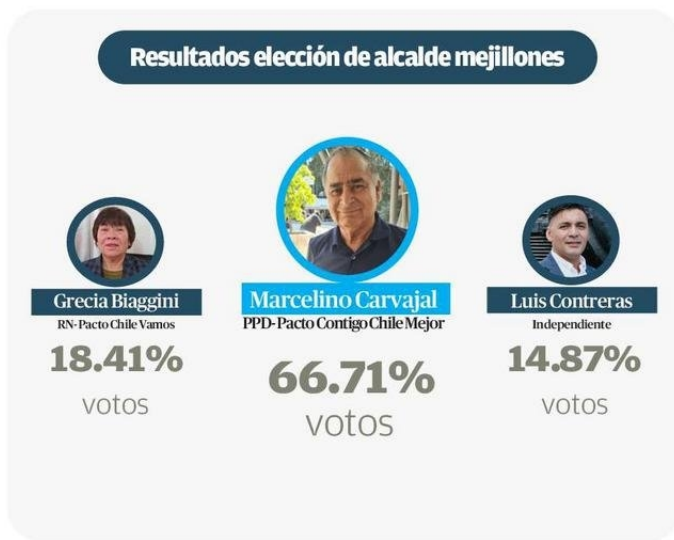 Resultados elección de alcalde mejillones
Grecia Biaggini
RN-Pacto Chile Vamos
18.41%
votos
Marcelino Carvajal
PPD-Pacto Contigo Chile Mejor
66.71%
votos
Luis Contreras
Independiente
14.87%
votos